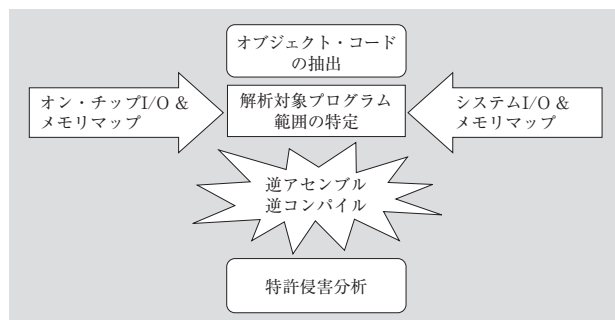 オブジェクト・コード
の抽出
オン・チップI/O &
メモリマップ
解析対象プログラム
範囲の特定
システムI/O &
メモリマップ
逆アセンブル
逆コンパイル
特許侵害分析